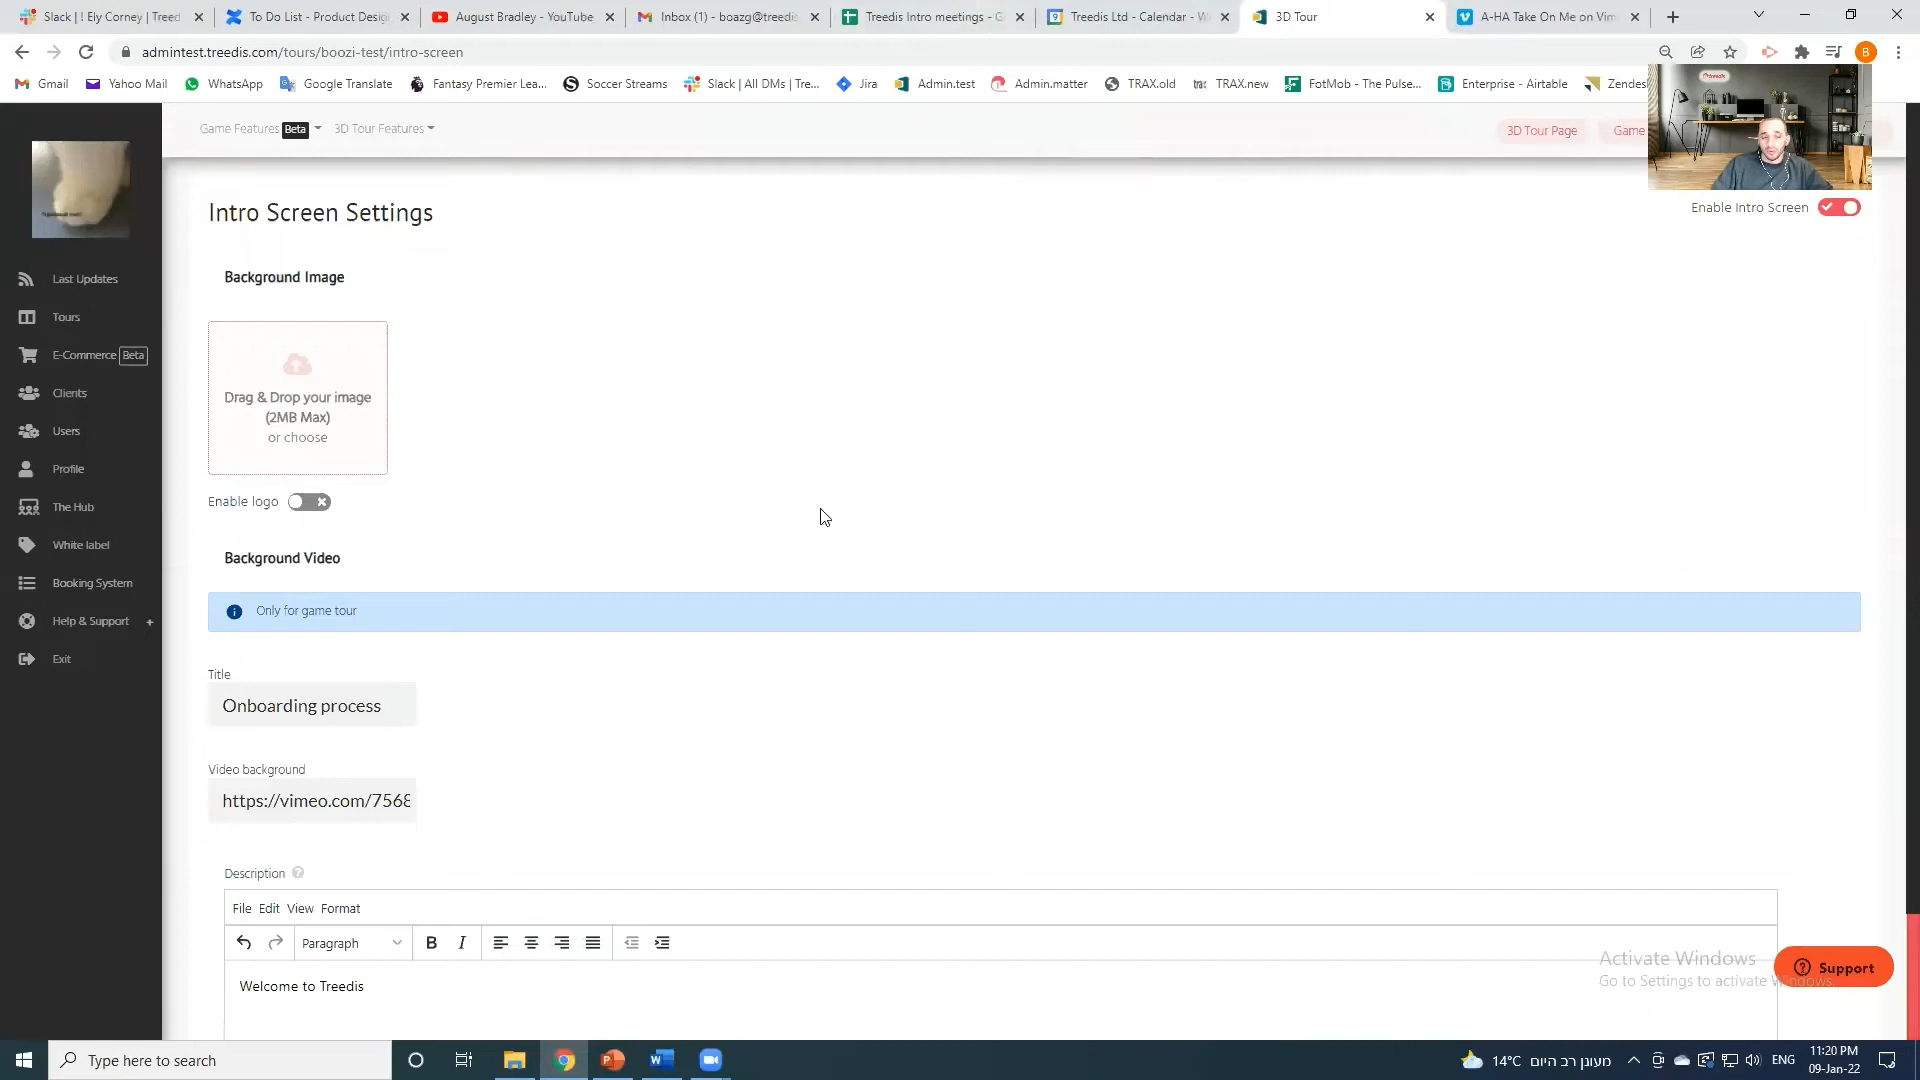 Slack | ! Ely Corney | Treed
To Do List - Product Desig
August Bradley - YouTube
Inbox (1) - boazg@treedis
Treedis Intro meetings - G
Treedis Ltd - Calendar - W
3D Tour
A-HA Take On Me on Vim
admintest.treedis.com/tours/boozi-test/intro-screen
B
Gmail
Yahoo Mail
WhatsApp
Google Translate
Fantasy Premier Lea...
Soccer Streams
Slack | All DMs | Tre...
Jira
Admin.test
Admin.matter
TRAX.old
TRAX.new
FotMob - The Pulse...
Enterprise - Airtable
Zendes
Game Features Beta
3D Tour Features
3D Tour Page
Game
Intro Screen Settings
Enable Intro Screen
Background Image
Drag & Drop your image
(2MB Max)
or choose
Enable logo
Background Video
Only for game tour
Title
Onboarding process
Video background
https://vimeo.com/7568
Description
File Edit View Format
Paragraph
B I
Welcome to Treedis
Last Updates
Tours
E-Commerce Beta
Clients
Users
Profile
The Hub
White label
Booking System
Help & Support +
Exit
Activate Windows
Go to Settings to activate Windows.
Support
Type here to search
14°C מעונן רב היום
ENG
11:20 PM
09-Jan-22